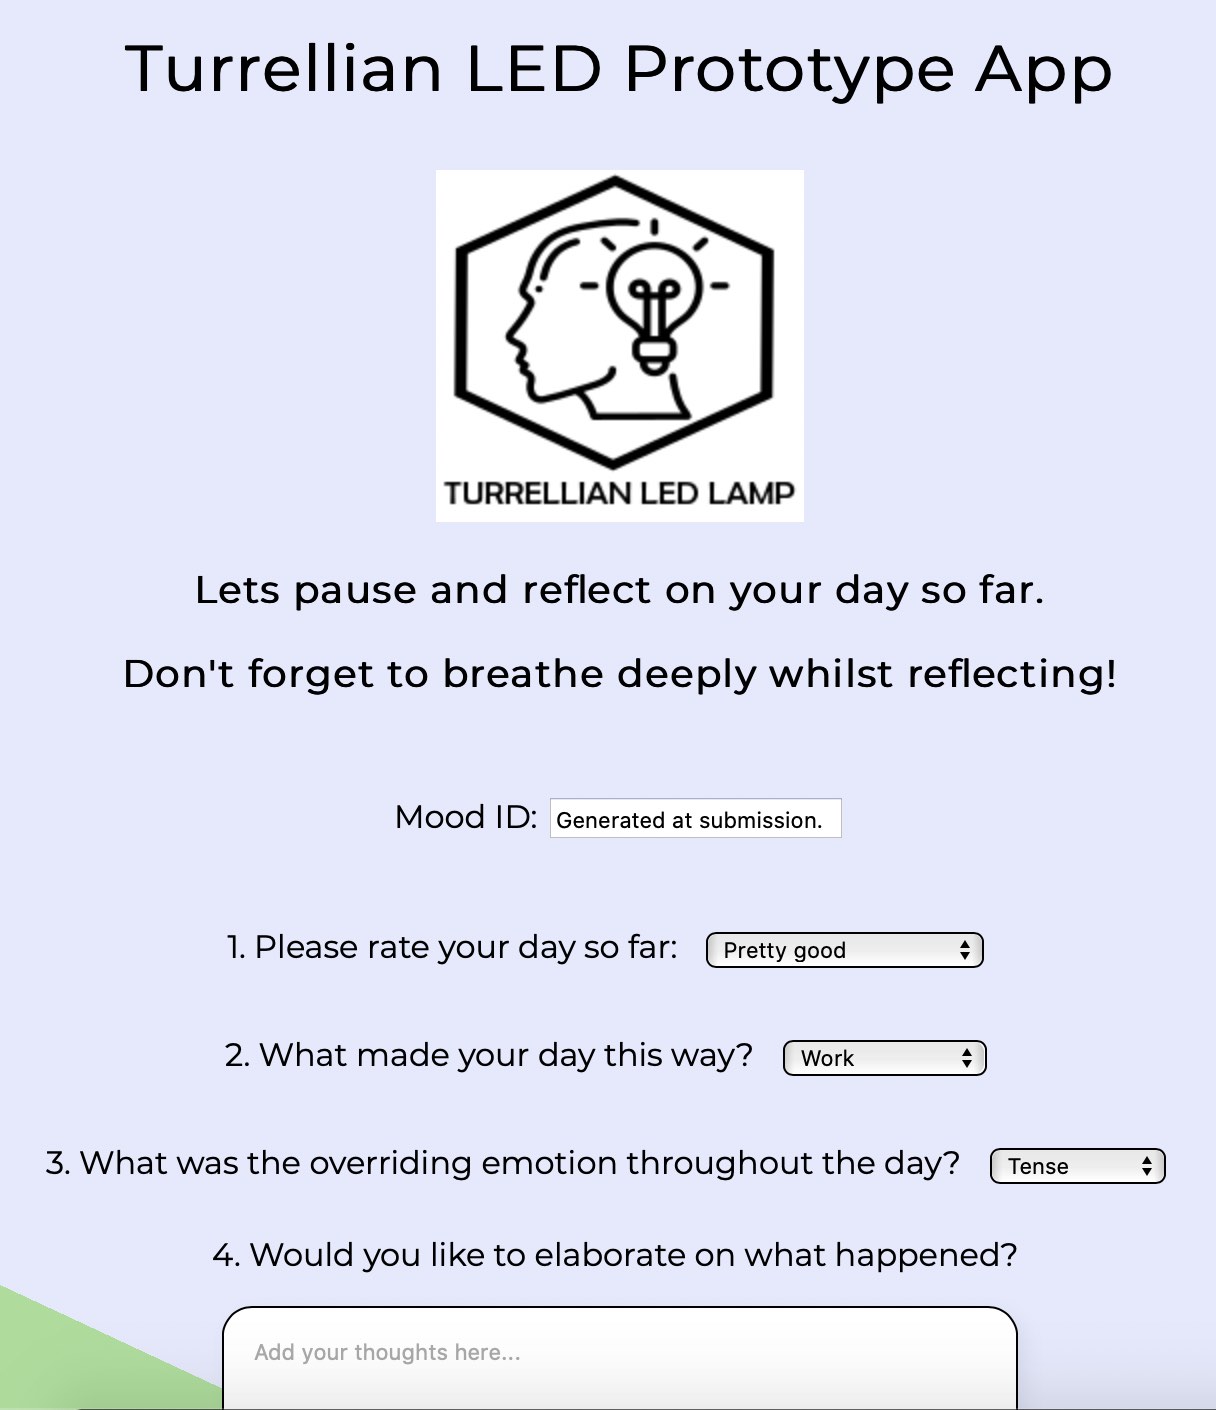 Turrellian LED Prototype App
TURRELLIAN LED LAMP
Lets pause and reflect on your day so far.
Don't forget to breathe deeply whilst reflecting!
Mood ID: Generated at submission.
1. Please rate your day so far: Pretty good
2. What made your day this way? Work
3. What was the overriding emotion throughout the day? Tense
4. Would you like to elaborate on what happened?
Add your thoughts here...